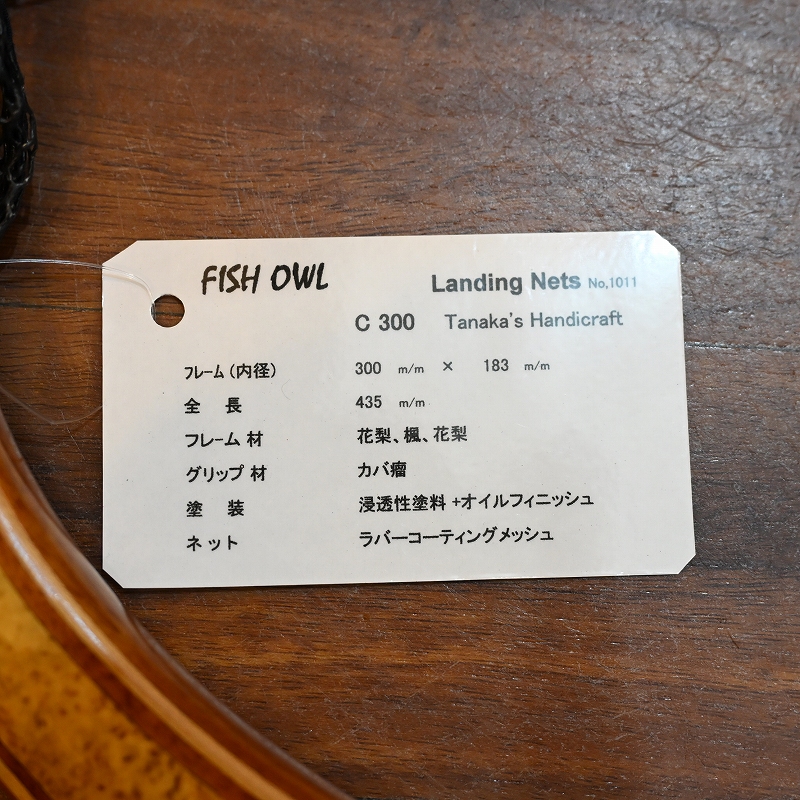 FISH OWL
Landing Nets No,1011
C 300 Tanaka's Handicraft
フレーム（内径） 300 m/m × 183 m/m
全 長 435 m/m
フレーム 材 花梨、楓、花梨
グリップ 材 カバ瘤
塗 装 浸透性塗料 +オイルフィニッシュ
ネット ラバーコーティングメッシュ